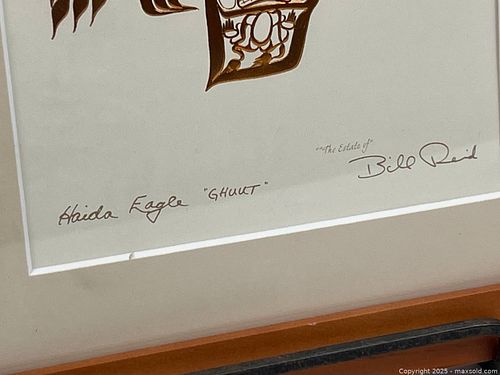 "The Estate of"
Bill Reid
Haida Eagle "GHUUT"
Copyright 2025 - maxsold.com